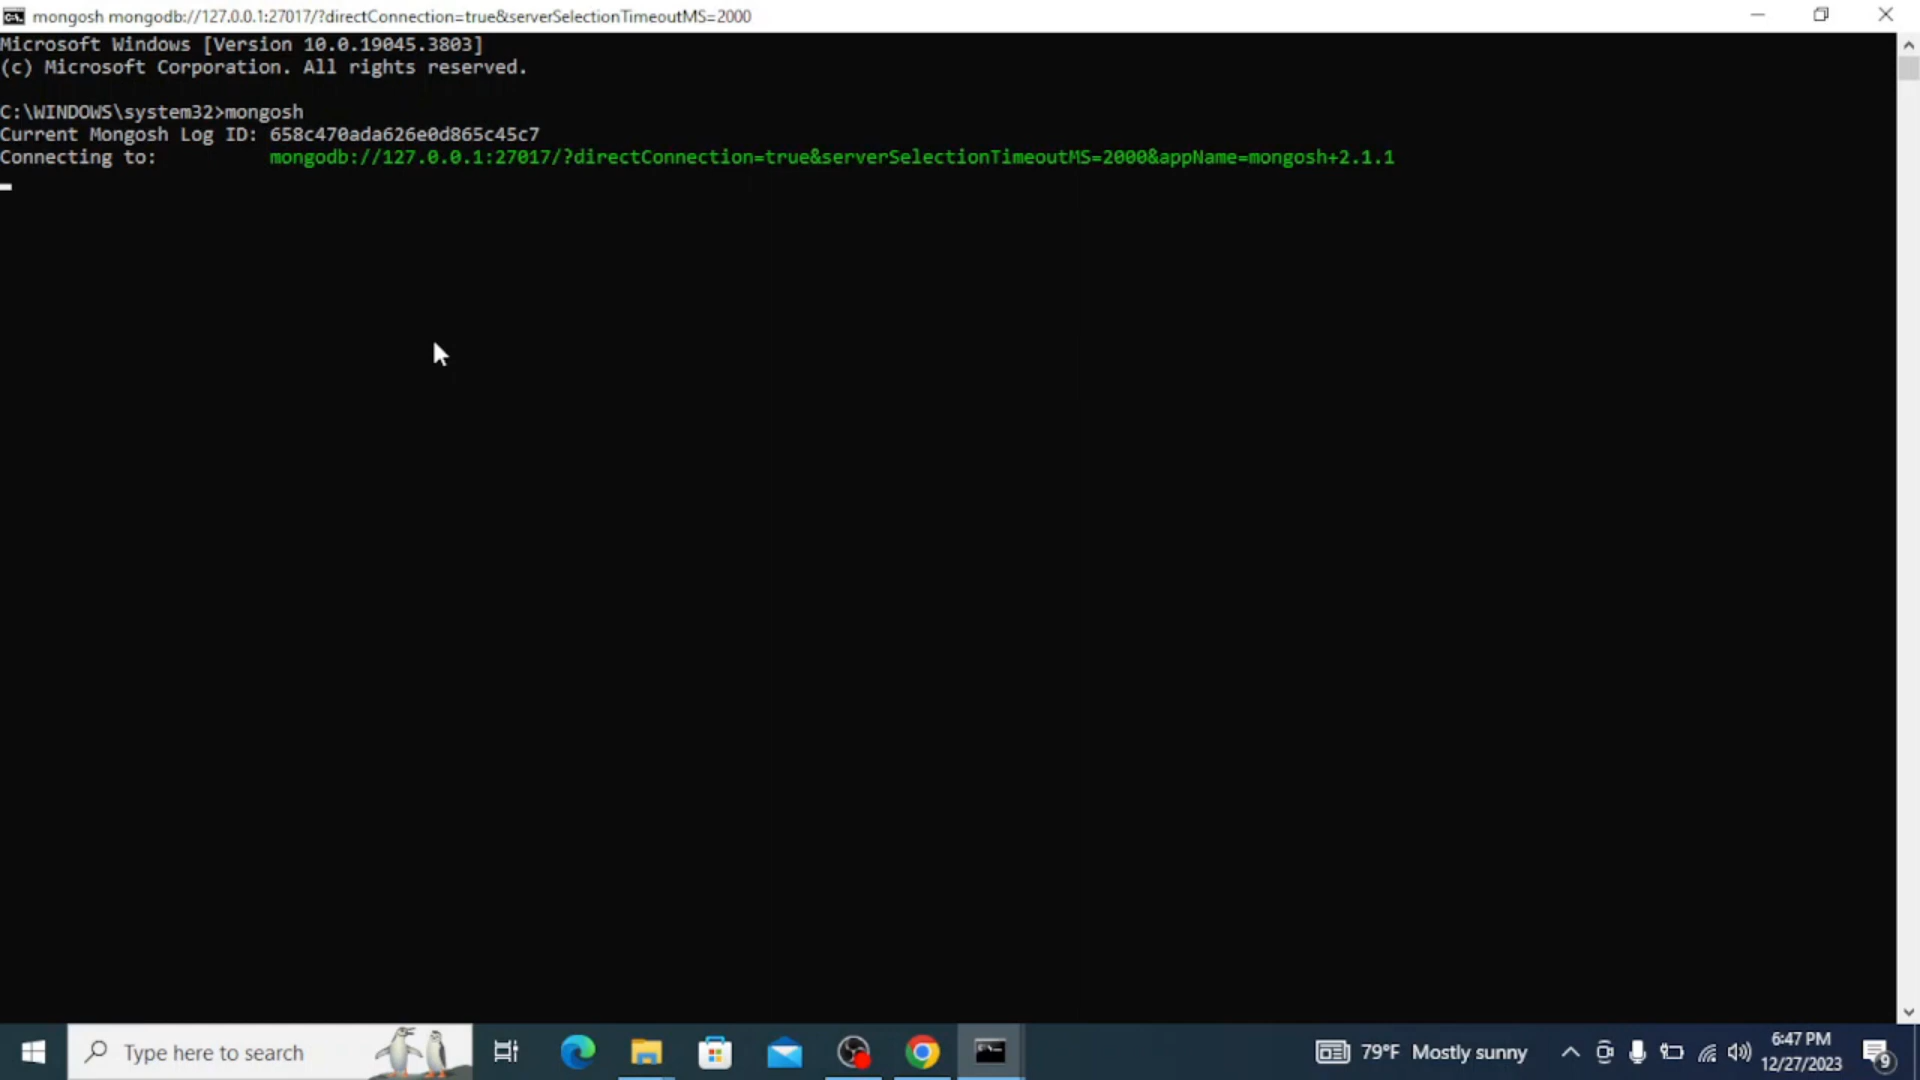 mongosh mongodb://127.0.0.1:27017/?directConnection=true&serverSelectionTimeoutMS=2000
Microsoft Windows [Version 10.0.19045.3803]
(c) Microsoft Corporation. All rights reserved.
C:\WINDOWS\system32>mongosh
Current Mongosh Log ID: 658c470ada626e0d865c45c7
Connecting to: mongodb://127.0.0.1:27017/?directConnection=true&serverSelectionTimeoutMS=2000&appName=mongosh+2.1.1
Type here to search
79°F Mostly sunny
6:47 PM
12/27/2023
9